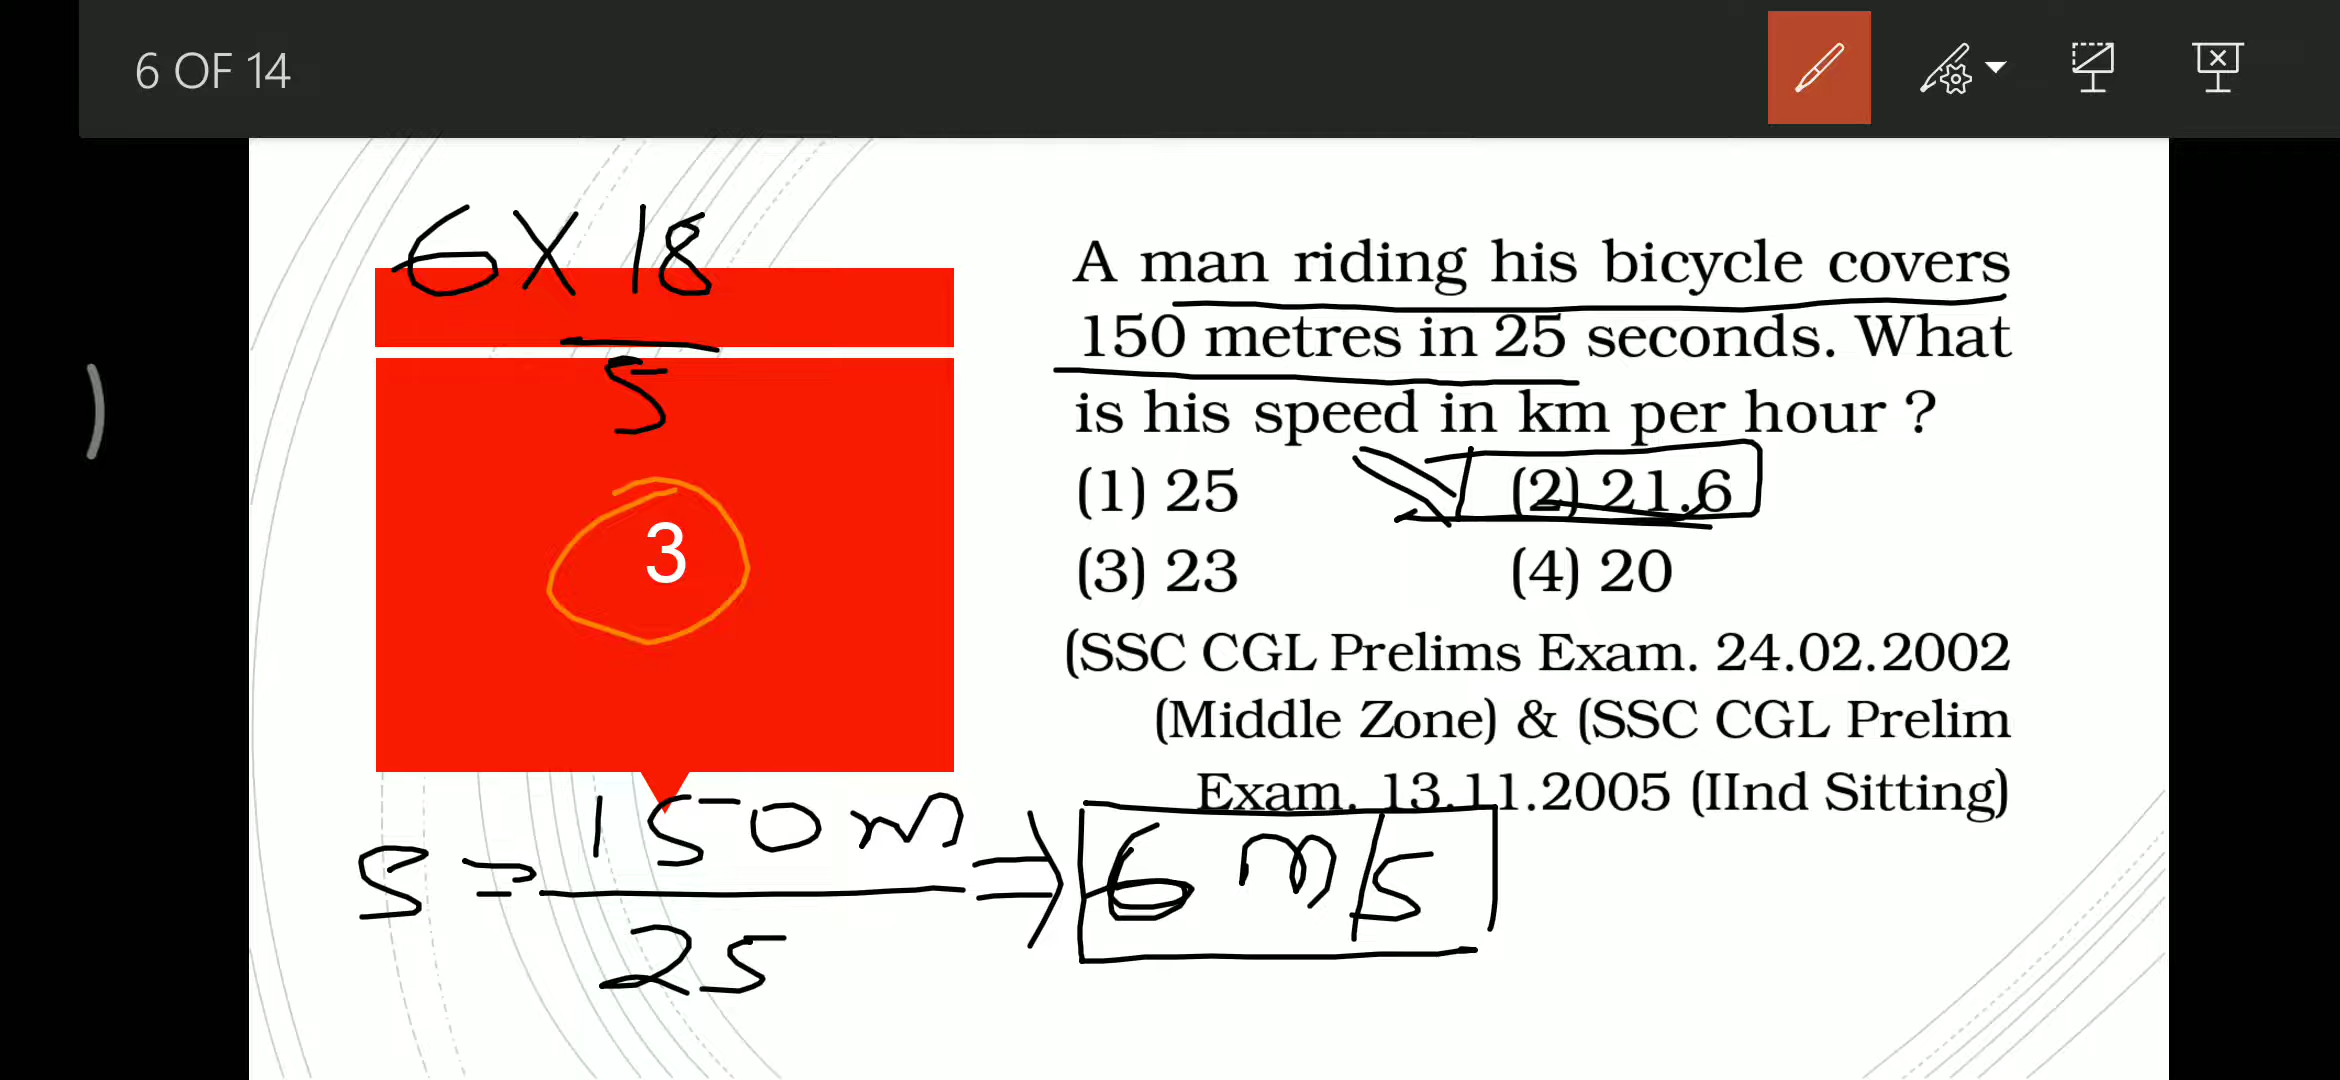 6 OF 14
6 X 18
5
3
A man riding his bicycle covers
150 metres in 25 seconds. What
is his speed in km per hour ?
(1) 25 (2) 21.6
(3) 23 (4) 20
(SSC CGL Prelims Exam. 24.02.2002
(Middle Zone) & (SSC CGL Prelim
Exam. 13.11.2005 (IInd Sitting)
S = 150 m ⇒ 6 m/s
25